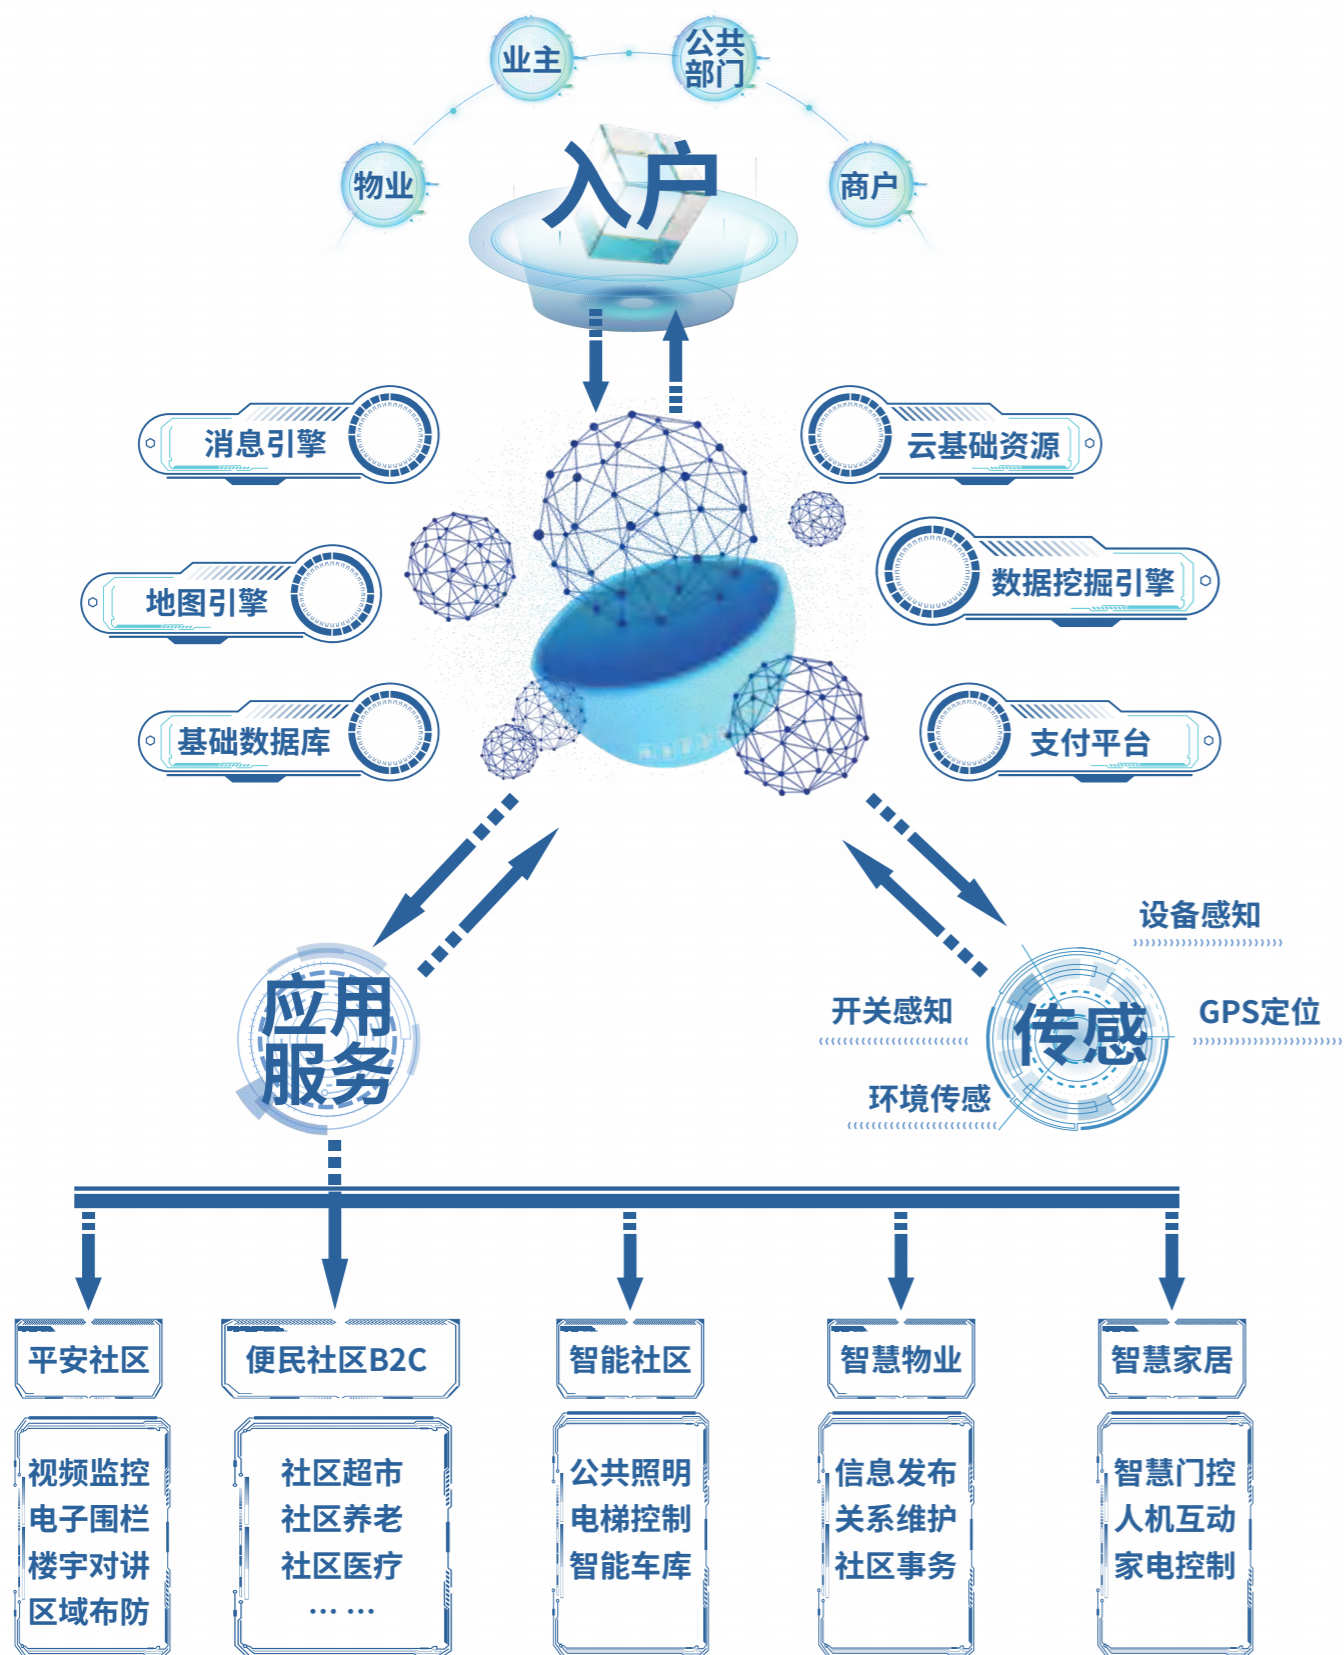 业主
公共
部门
物业
商户
入户
消息引擎
云基础资源
地图引擎
数据挖掘引擎
基础数据库
支付平台
应用
服务
传感
设备感知
开关感知
GPS定位
环境传感
平安社区
便民社区B2C
智能社区
智慧物业
智慧家居
视频监控
电子围栏
楼宇对讲
区域布防
社区超市
社区养老
社区医疗
… …
公共照明
电梯控制
智能车库
信息发布
关系维护
社区事务
智慧门控
人机互动
家电控制